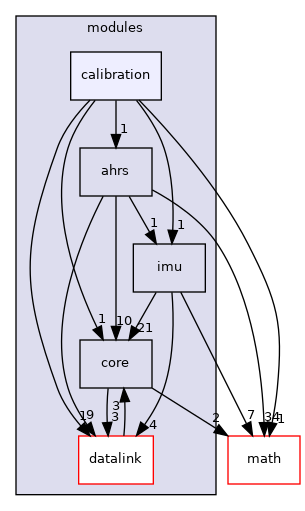 modules
calibration
1
ahrs
1
1
imu
1
10
21
core
3
3
19
4
2
7
34
1
datalink
math